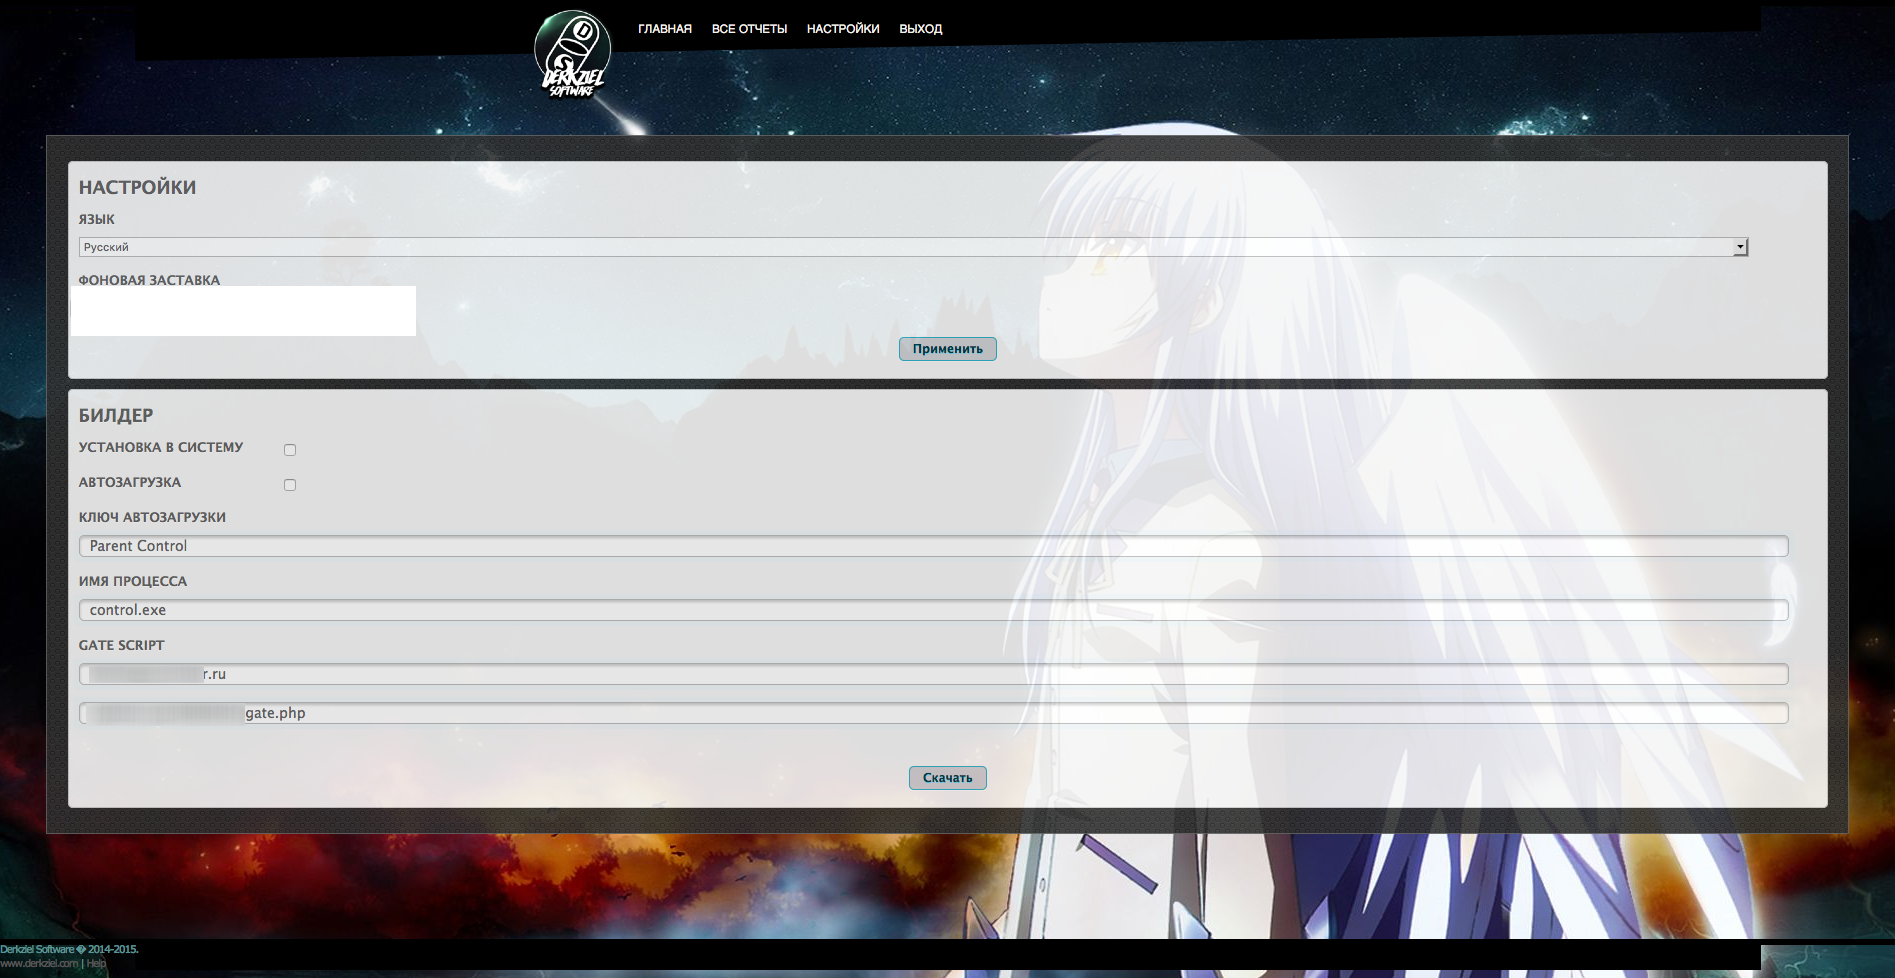 DERKZIEL
SOFTWARE
ГЛАВНАЯ ВСЕ ОТЧЕТЫ НАСТРОЙКИ ВЫХОД
НАСТРОЙКИ
ЯЗЫК
Русский
ФОНОВАЯ ЗАСТАВКА
Применить
БИЛДЕР
УСТАНОВКА В СИСТЕМУ
АВТОЗАГРУЗКА
КЛЮЧ АВТОЗАГРУЗКИ
Parent Control
ИМЯ ПРОЦЕССА
control.exe
GATE SCRIPT
r.ru
gate.php
Скачать
Derkziel Software � 2014-2015.
www.derkziel.com | Help